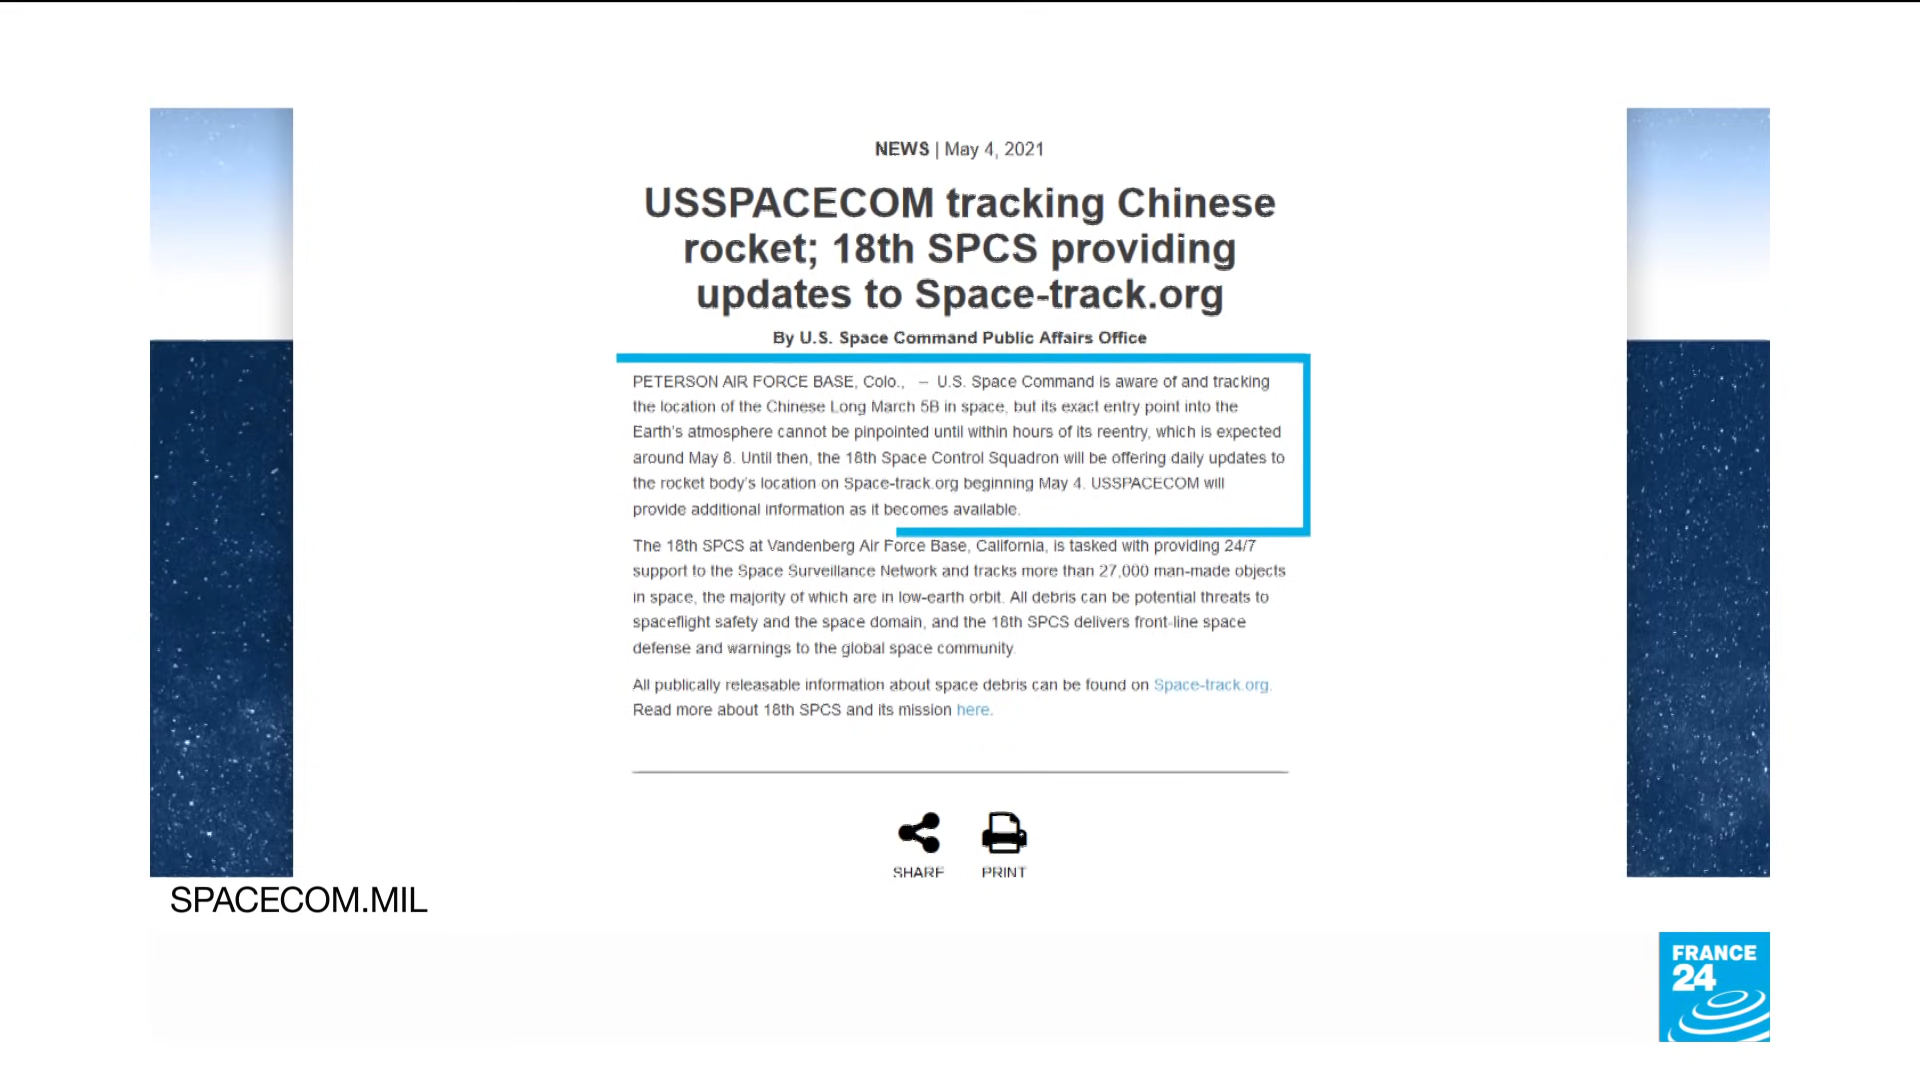 NEWS | May 4, 2021
USSPACECOM tracking Chinese
rocket; 18th SPCS providing
updates to Space-track.org
By U.S. Space Command Public Affairs Office
PETERSON AIR FORCE BASE, Colo., – U.S. Space Command is aware of and tracking
the location of the Chinese Long March 5B in space, but its exact entry point into the
Earth's atmosphere cannot be pinpointed until within hours of its reentry, which is expected
around May 8. Until then, the 18th Space Control Squadron will be offering daily updates to
the rocket body's location on Space-track.org beginning May 4. USSPACECOM will
provide additional information as it becomes available.
The 18th SPCS at Vandenberg Air Force Base, California, is tasked with providing 24/7
support to the Space Surveillance Network and tracks more than 27,000 man-made objects
in space, the majority of which are in low-earth orbit. All debris can be potential threats to
spaceflight safety and the space domain, and the 18th SPCS delivers front-line space
defense and warnings to the global space community.
All publically releasable information about space debris can be found on Space-track.org.
Read more about 18th SPCS and its mission here.
SHARE PRINT
SPACECOM.MIL
FRANCE
24